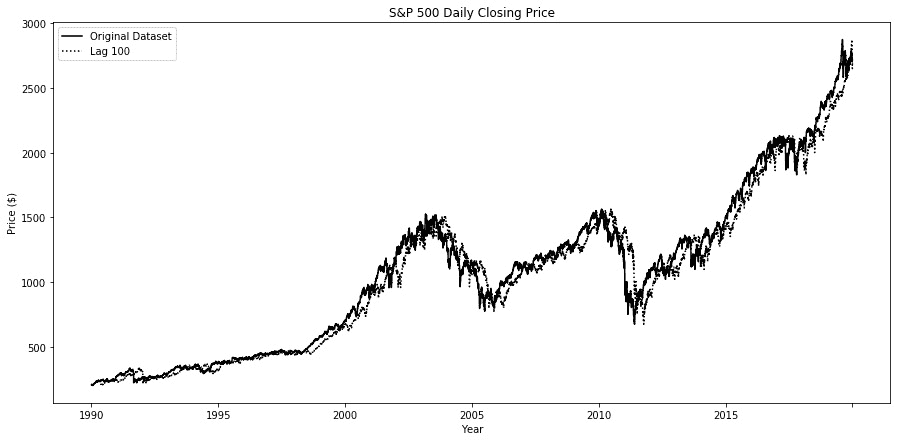 S&P 500 Daily Closing Price
Original Dataset
Lag 100
3000
2500
2000
1500
1000
500
Price ($)
1990 1995 2000 2005 2010 2015
Year